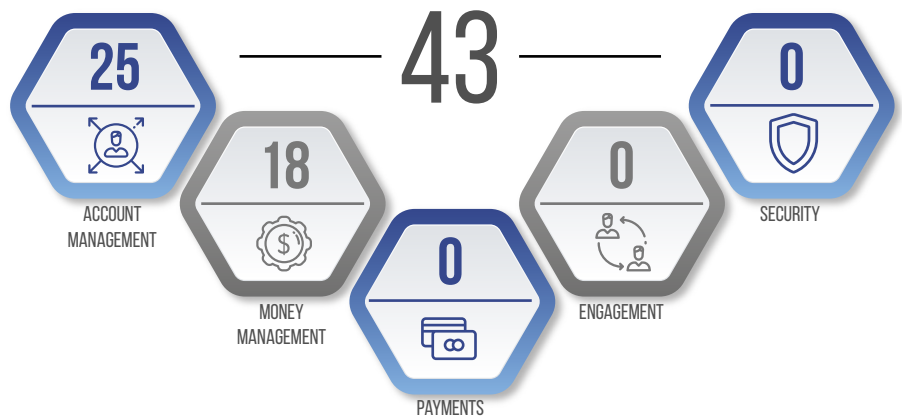 43
25
ACCOUNT
MANAGEMENT
18
$
MONEY
MANAGEMENT
0
PAYMENTS
0
ENGAGEMENT
0
SECURITY